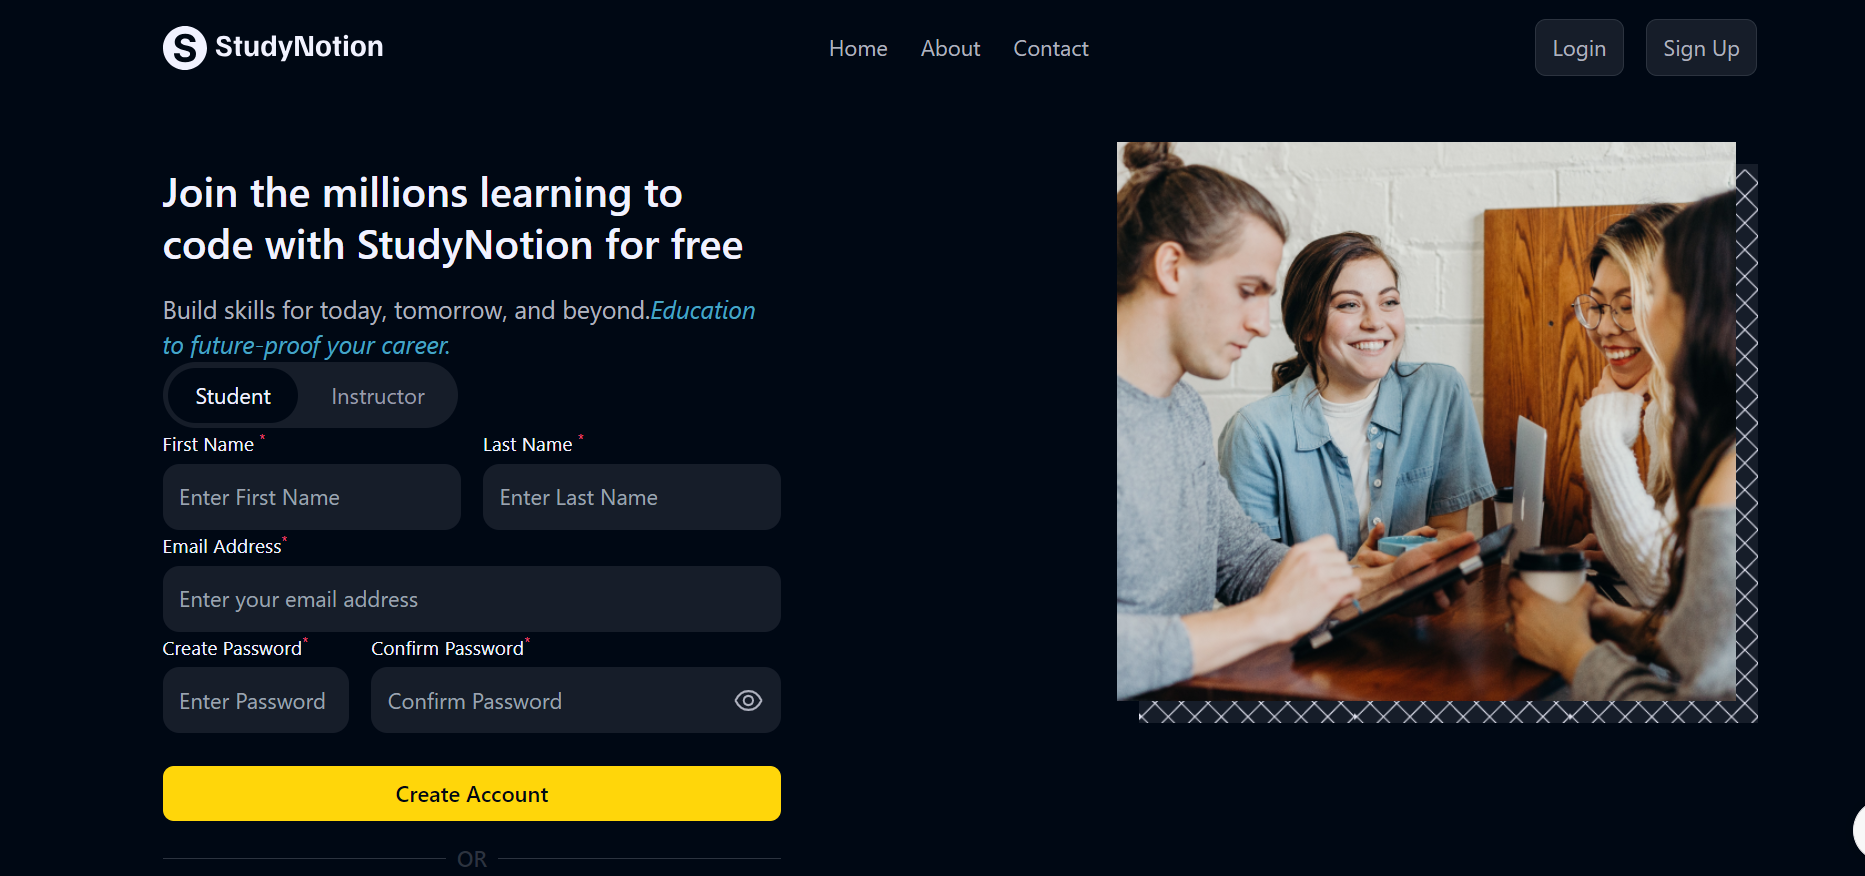 S StudyNotion
Home About Contact
Login Sign Up
Join the millions learning to
code with StudyNotion for free
Build skills for today, tomorrow, and beyond.Education
to future-proof your career.
Student Instructor
First Name * Last Name *
Enter First Name Enter Last Name
Email Address*
Enter your email address
Create Password* Confirm Password*
Enter Password Confirm Password
Create Account
OR